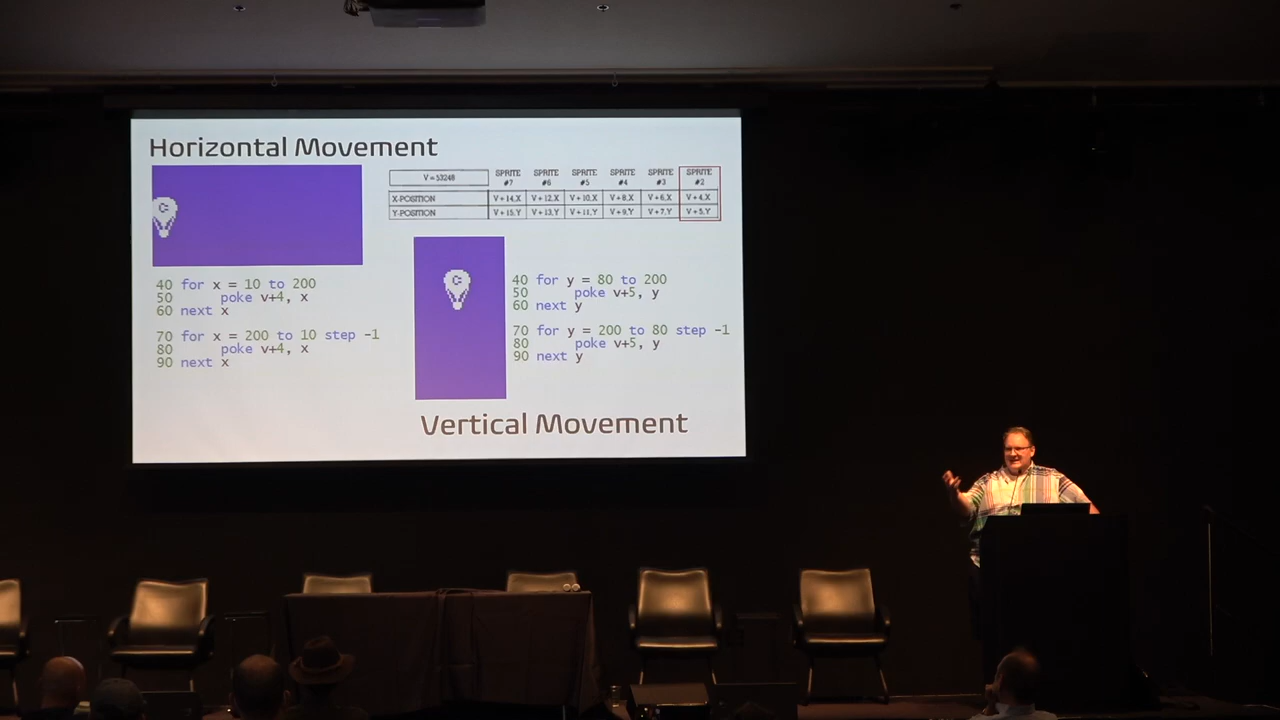 Horizontal Movement
V = 53248 SPRITE #7 SPRITE #6 SPRITE #5 SPRITE #4 SPRITE #3 SPRITE #2
X-POSITION V + 14,X V + 12,X V + 10,X V + 8,X V + 6,X V + 4,X
Y-POSITION V + 15,Y V + 13,Y V + 11,Y V + 9,Y V + 7,Y V + 5,Y
C
40 for x = 10 to 200
50 poke v+4, x
60 next x
70 for x = 200 to 10 step -1
80 poke v+4, x
90 next x
C
40 for y = 80 to 200
50 poke v+5, y
60 next y
70 for y = 200 to 80 step -1
80 poke v+5, y
90 next y
Vertical Movement